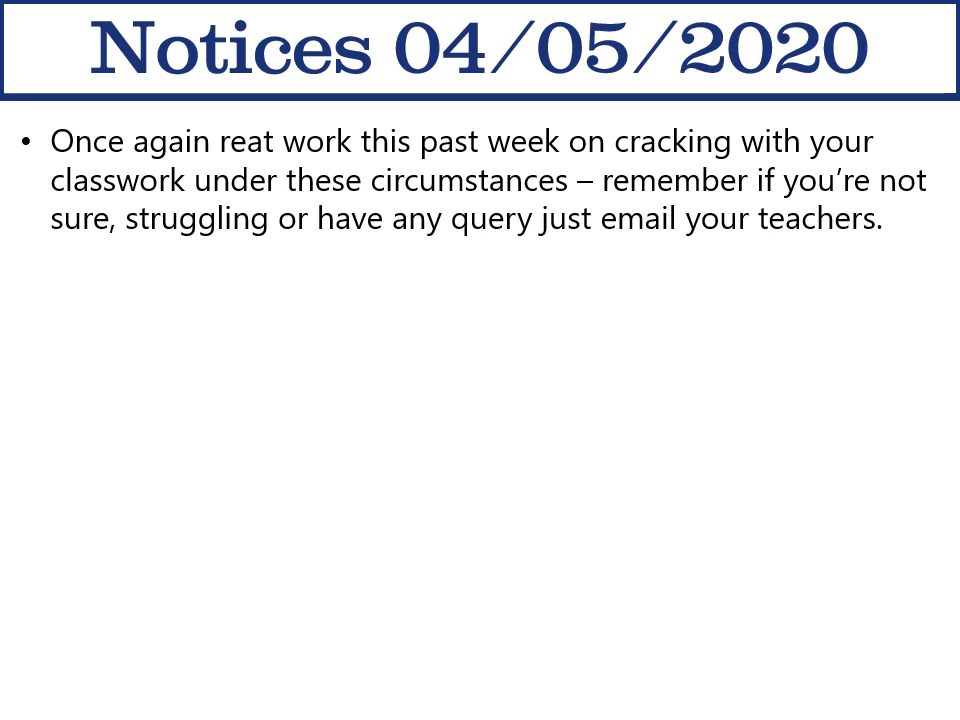 Notices 04/05/2020
• Once again reat work this past week on cracking with your
classwork under these circumstances – remember if you’re not
sure, struggling or have any query just email your teachers.